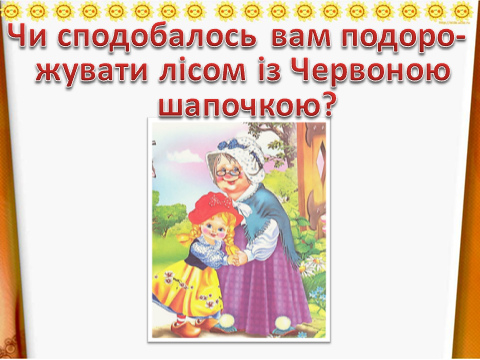 Чи сподобалось вам подоро-
жувати лісом із Червоною
шапочкою?